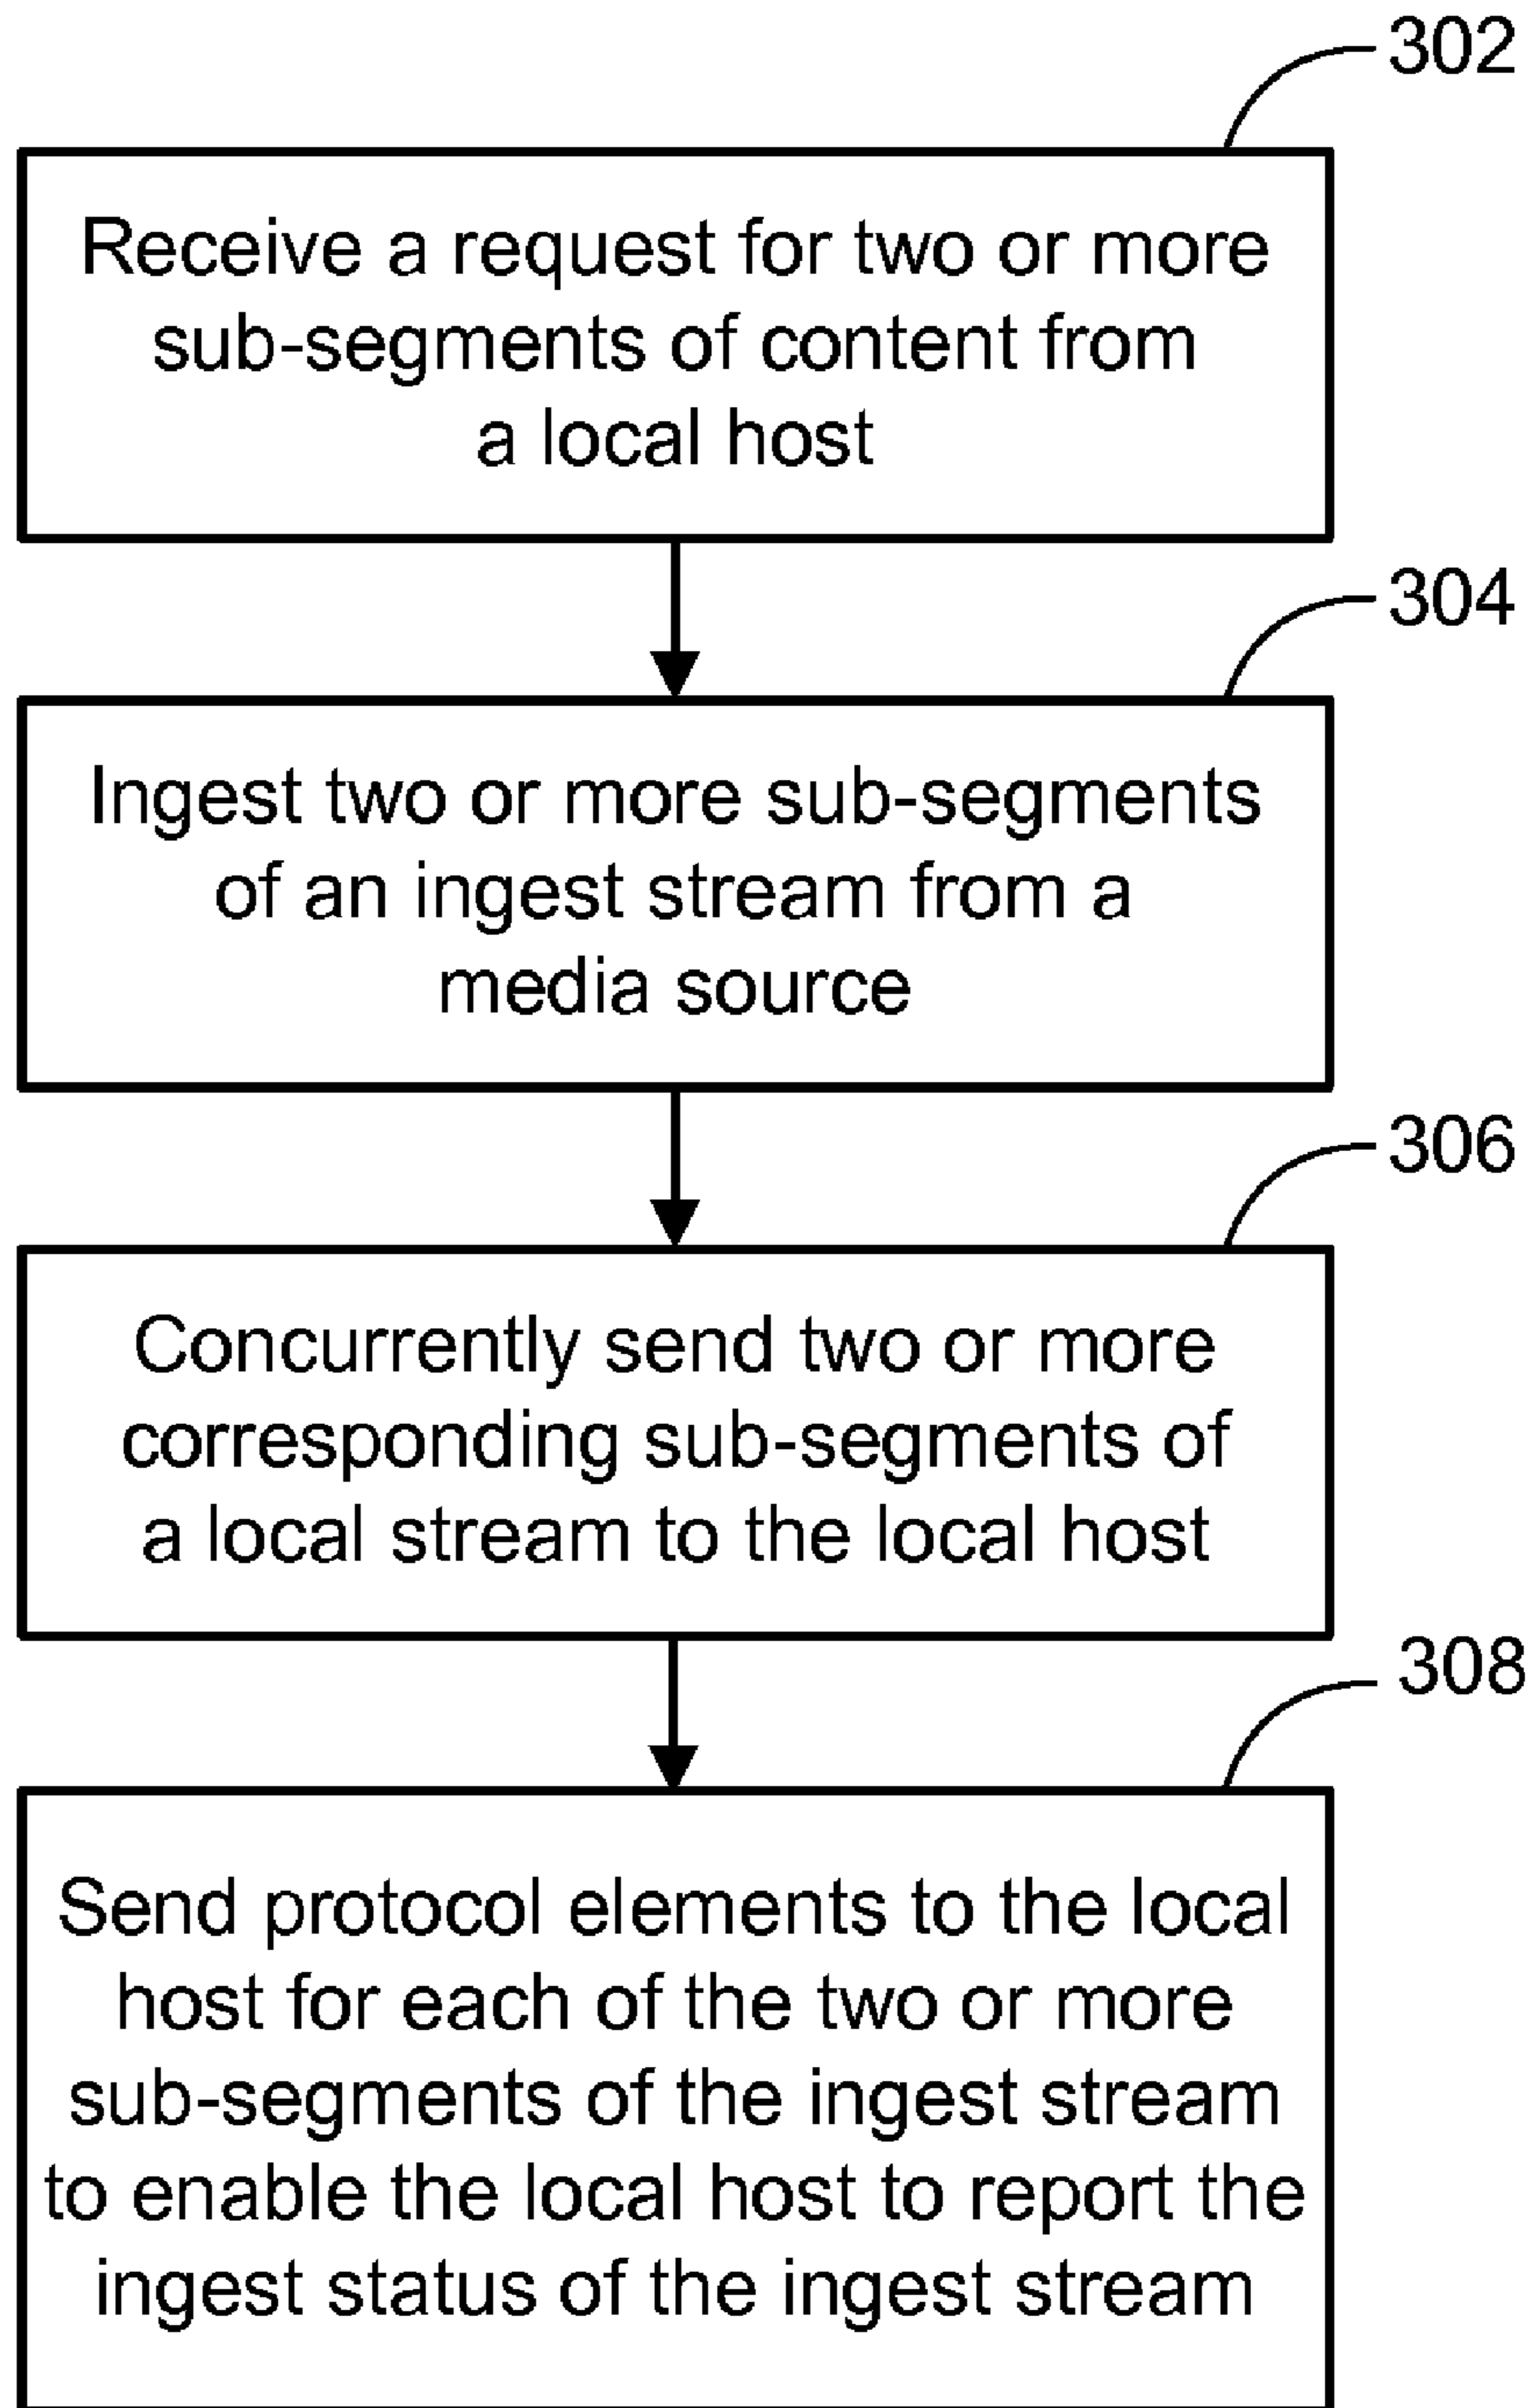 302
Receive a request for two or more
sub-segments of content from
a local host
304
Ingest two or more sub-segments
of an ingest stream from a
media source
306
Concurrently send two or more
corresponding sub-segments of
a local stream to the local host
308
Send protocol elements to the local
host for each of the two or more
sub-segments of the ingest stream
to enable the local host to report the
ingest status of the ingest stream